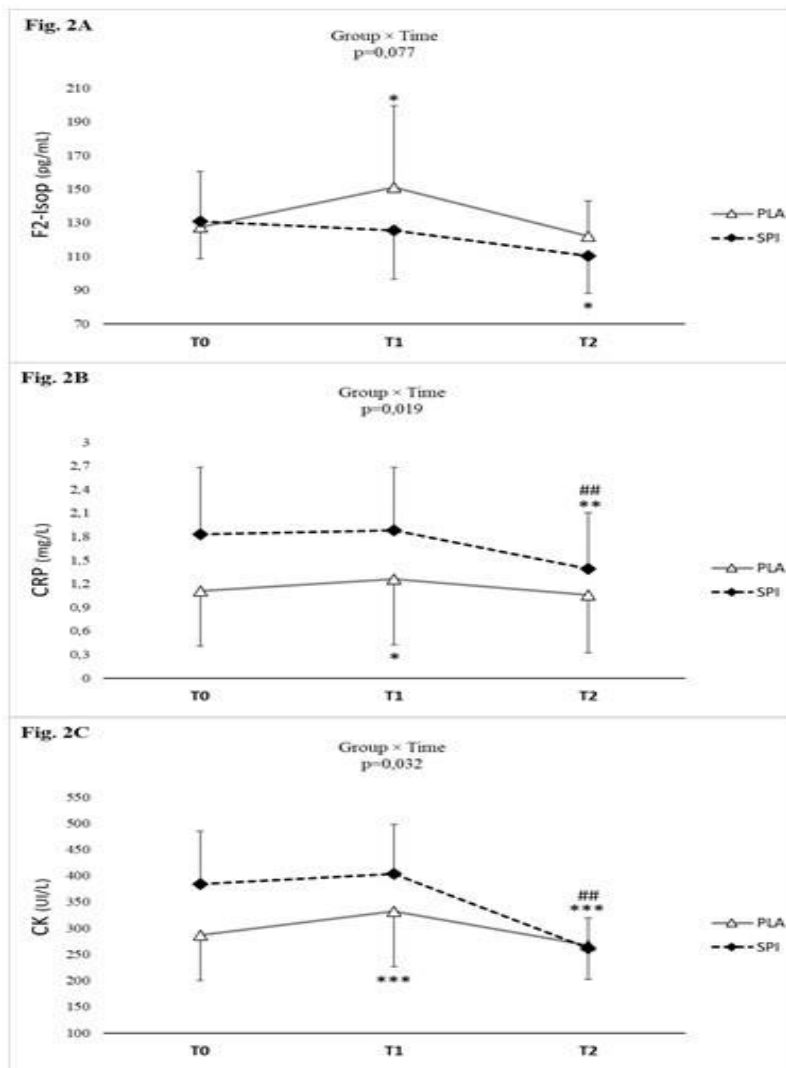 Fig. 2A
Group × Time
p=0,077
F2-Isop (pg/mL)
210
190
170
150
130
110
90
70
*
*
T0 T1 T2
PLA
SPI
Fig. 2B
Group × Time
p=0,019
CRP (mg/L)
3
2,7
2,4
2,1
1,8
1,5
1,2
0,9
0,6
0,3
0
##
**
*
T0 T1 T2
PLA
SPI
Fig. 2C
Group × Time
p=0,032
CK (UI/L)
550
500
450
400
350
300
250
200
150
100
##
***
***
T0 T1 T2
PLA
SPI